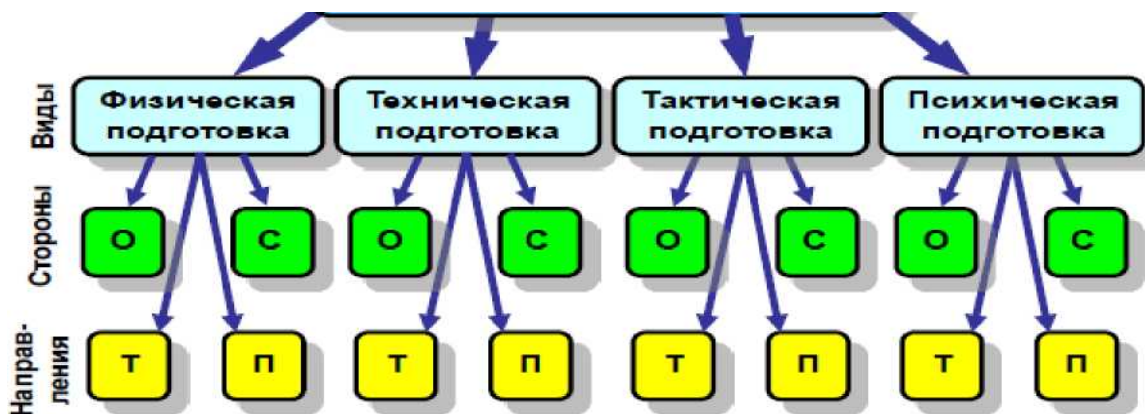 Виды
Физическая
подготовка
Техническая
подготовка
Тактическая
подготовка
Психическая
подготовка
Стороны
О С О С О С О С
Направ-
ления
Т П Т П Т П Т П